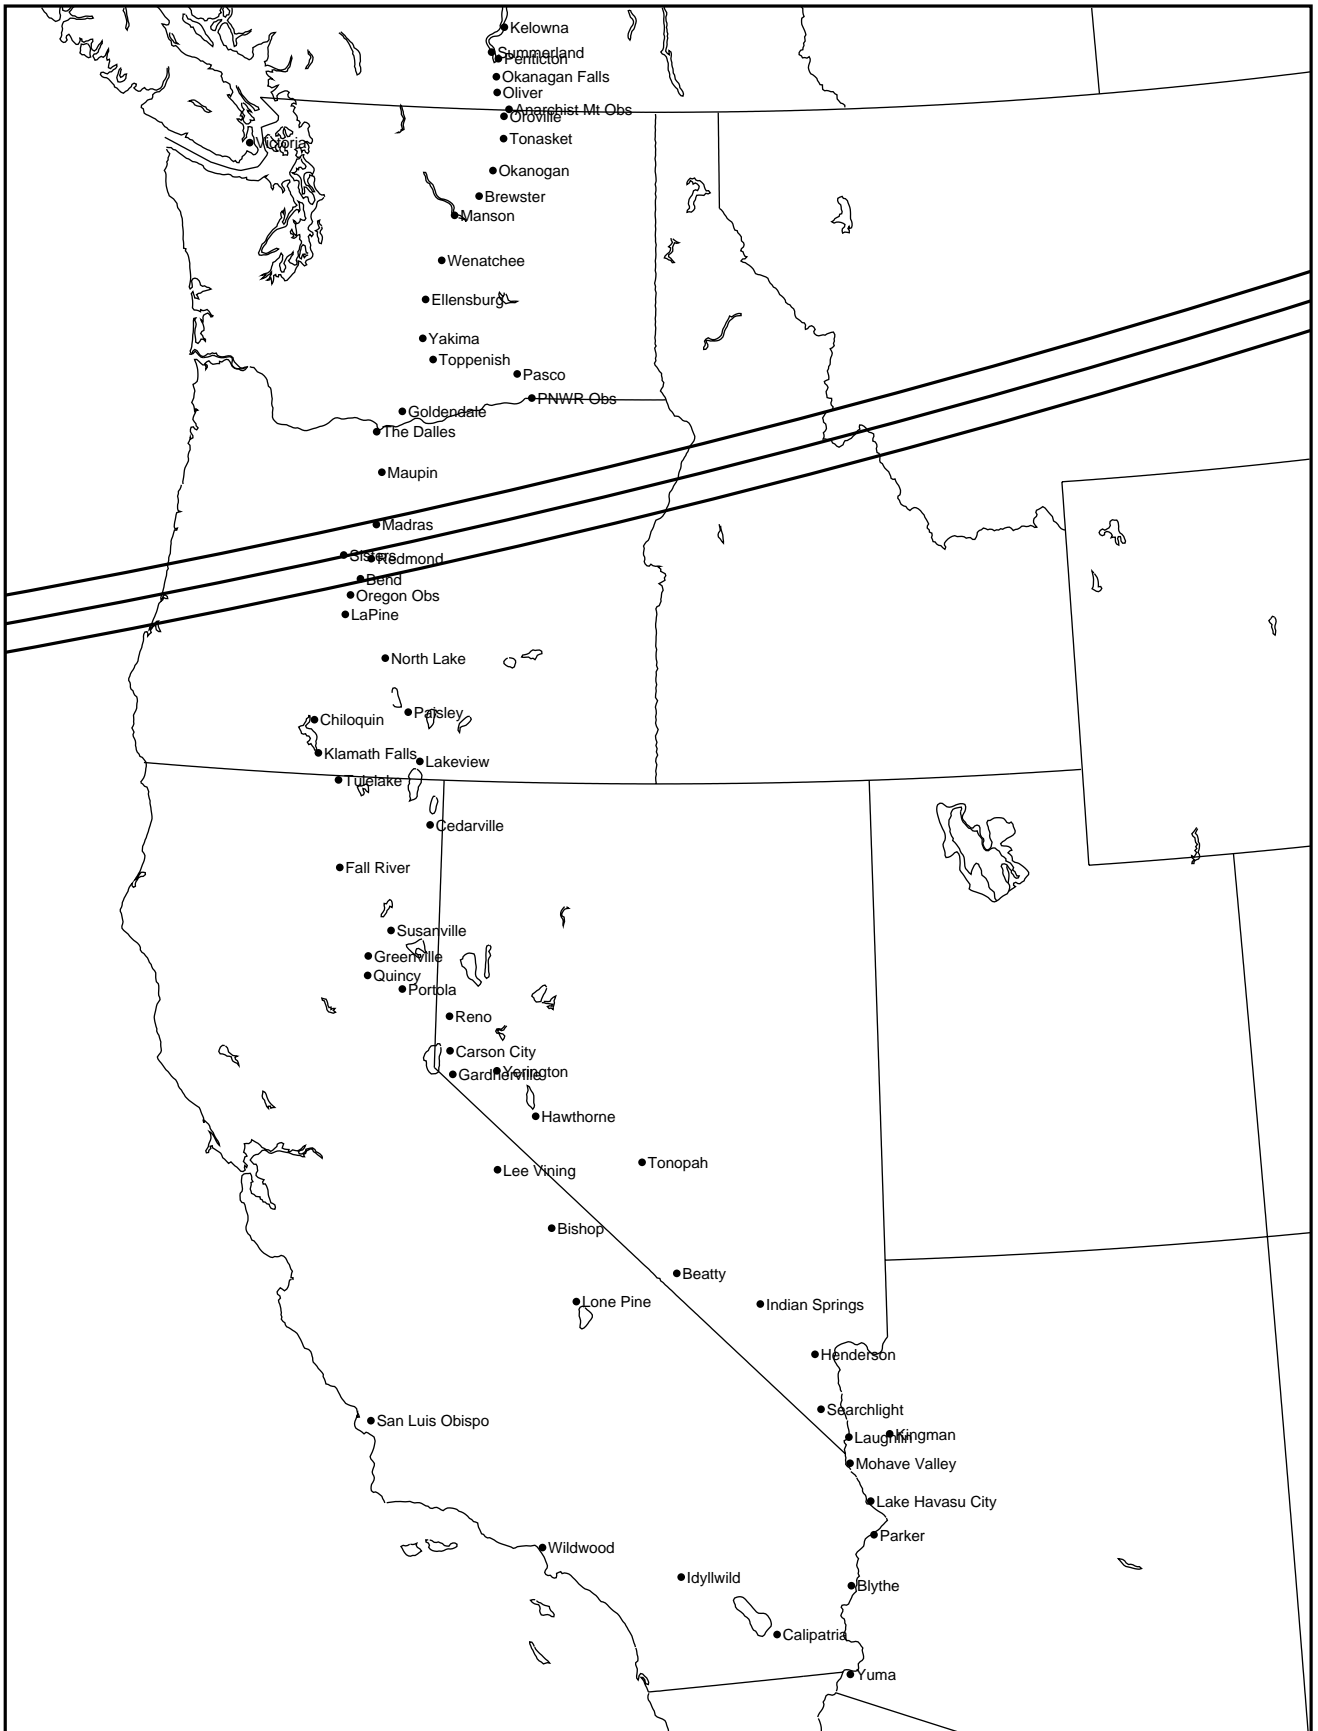 Kelowna
Summerland
Penticton
Okanagan Falls
Oliver
Anarchist Mt Obs
Oroville
Tonasket
Victoria
Okanogan
Brewster
Manson
Wenatchee
Ellensburg
Yakima
Toppenish
Pasco
PNWR Obs
Goldendale
The Dalles
Maupin
Madras
Sisters
Redmond
Bend
Oregon Obs
LaPine
North Lake
Paisley
Chiloquin
Klamath Falls
Lakeview
Tulelake
Cedarville
Fall River
Susanville
Greenville
Quincy
Portola
Reno
Carson City
Yerington
Gardnerville
Hawthorne
Tonopah
Lee Vining
Bishop
Beatty
Lone Pine
Indian Springs
Henderson
Searchlight
San Luis Obispo
Kingman
Laughlin
Mohave Valley
Lake Havasu City
Parker
Wildwood
Idyllwild
Blythe
Calipatria
Yuma